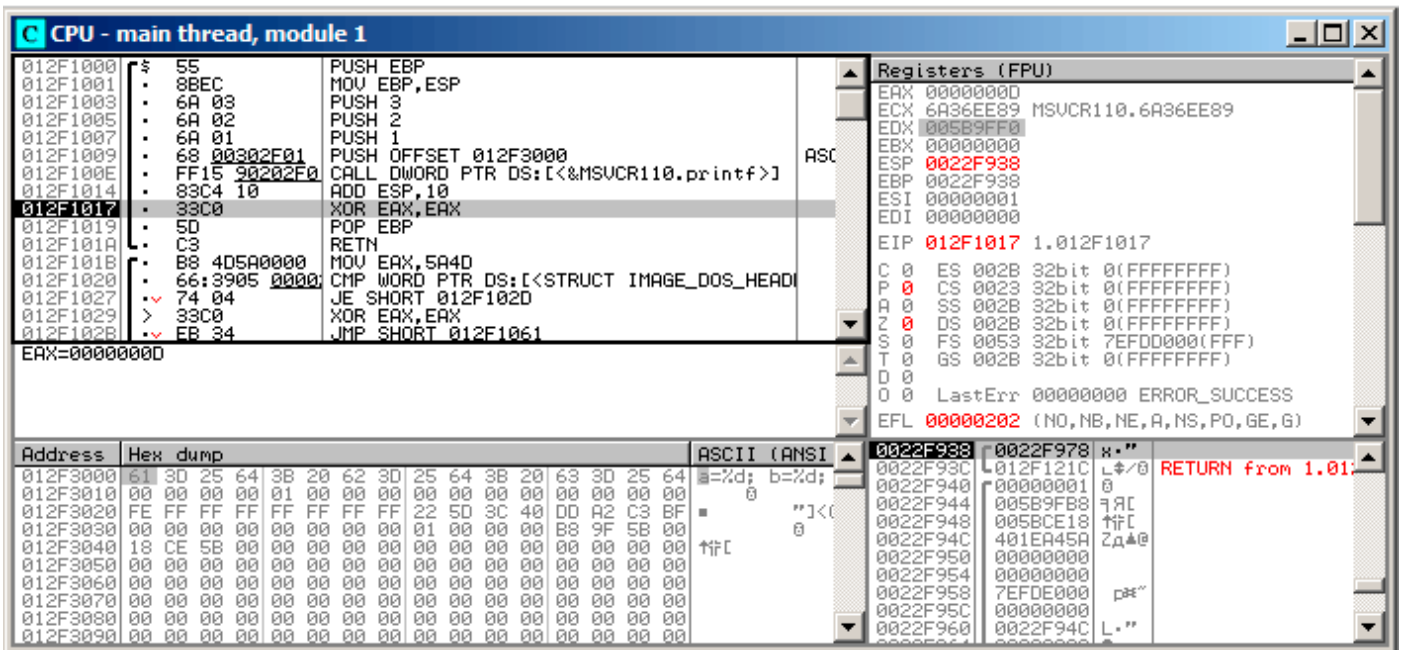 C CPU - main thread, module 1
012F1000 $ 55 PUSH EBP
012F1001 · 8BEC MOV EBP,ESP
012F1003 · 6A 03 PUSH 3
012F1005 · 6A 02 PUSH 2
012F1007 · 6A 01 PUSH 1
012F1009 · 68 00302F01 PUSH OFFSET 012F3000 ASC
012F100E · FF15 90202F0 CALL DWORD PTR DS:[<&MSVCR110.printf>]
012F1014 · 83C4 10 ADD ESP,10
012F1017 · 33C0 XOR EAX,EAX
012F1019 · 5D POP EBP
012F101A · C3 RETN
012F101B · B8 4D5A0000 MOV EAX,5A4D
012F1020 · 66:3905 0000 CMP WORD PTR DS:[<STRUCT IMAGE_DOS_HEAD
012F1027 · 74 04 JE SHORT 012F102D
012F1029 > 33C0 XOR EAX,EAX
012F102B · EB 34 JMP SHORT 012F1061
EAX=0000000D
Registers (FPU)
EAX 0000000D
ECX 6A36EE89 MSVCR110.6A36EE89
EDX 005B9FF0
EBX 00000000
ESP 0022F938
EBP 0022F938
ESI 00000001
EDI 00000000
EIP 012F1017 1.012F1017
C 0 ES 002B 32bit 0(FFFFFFFF)
P 0 CS 0023 32bit 0(FFFFFFFF)
A 0 SS 002B 32bit 0(FFFFFFFF)
Z 0 DS 002B 32bit 0(FFFFFFFF)
S 0 FS 0053 32bit 7EFDD000(FFF)
T 0 GS 002B 32bit 0(FFFFFFFF)
D 0
O 0 LastErr 00000000 ERROR_SUCCESS
EFL 00000202 (NO,NB,NE,A,NS,PO,GE,G)
Address Hex dump ASCII (ANSI
012F3000 61 3D 25 64 3B 20 62 3D 25 64 3B 20 63 3D 25 64 a=%d; b=%d;
012F3010 00 00 00 00 01 00 00 00 00 00 00 00 00 00 00 00
012F3020 FE FF FF FF FF FF FF FF 22 5D 3C 40 DD A2 C3 BF "]<
012F3030 00 00 00 00 00 00 00 00 01 00 00 00 B8 9F 5B 00
012F3040 18 CE 5B 00 00 00 00 00 00 00 00 00 00 00 00 00
012F3050 00 00 00 00 00 00 00 00 00 00 00 00 00 00 00 00
012F3060 00 00 00 00 00 00 00 00 00 00 00 00 00 00 00 00
012F3070 00 00 00 00 00 00 00 00 00 00 00 00 00 00 00 00
012F3080 00 00 00 00 00 00 00 00 00 00 00 00 00 00 00 00
012F3090 00 00 00 00 00 00 00 00 00 00 00 00 00 00 00 00
0022F938 0022F978 x·"
0022F93C 012F121C RETURN from 1.01
0022F940 00000001
0022F944 005B9FB8
0022F948 005BCE18
0022F94C 401EA45A
0022F950 00000000
0022F954 00000000
0022F958 7EFDE000
0022F95C 00000000
0022F960 0022F94C L·"